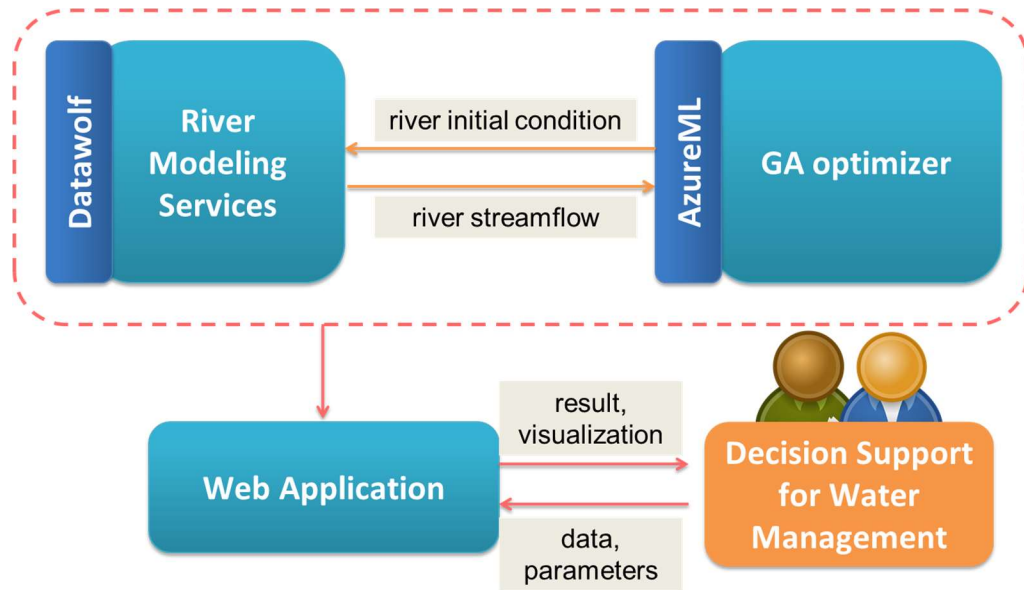 Datawolf
River
Modeling
Services
river initial condition
river streamflow
AzureML
GA optimizer
Web Application
result,
visualization
data,
parameters
Decision Support
for Water
Management